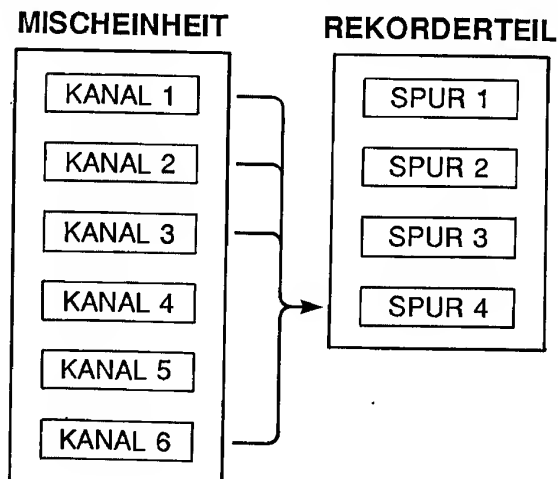 MISCHEINHEIT
KANAL 1
KANAL 2
KANAL 3
KANAL 4
KANAL 5
KANAL 6
REKORDERTEIL
SPUR 1
SPUR 2
SPUR 3
SPUR 4